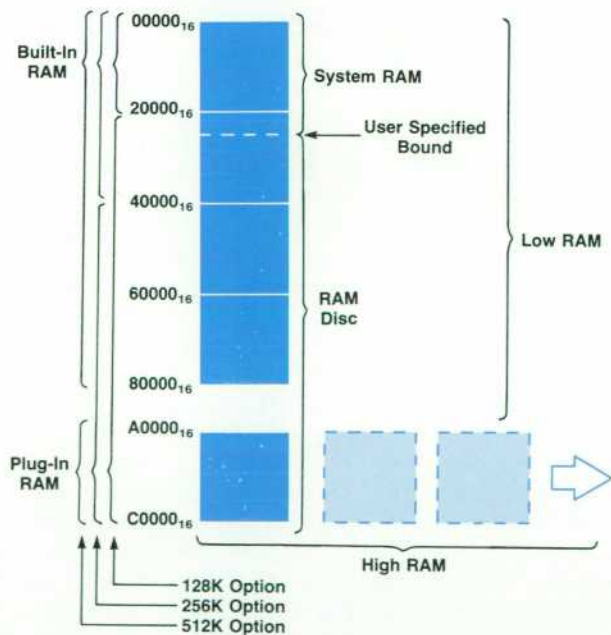 00000₁₆
Built-In
RAM
System RAM
20000₁₆
User Specified
Bound
40000₁₆
Low RAM
60000₁₆
RAM
Disc
80000₁₆
A0000₁₆
Plug-In
RAM
C0000₁₆
High RAM
128K Option
256K Option
512K Option